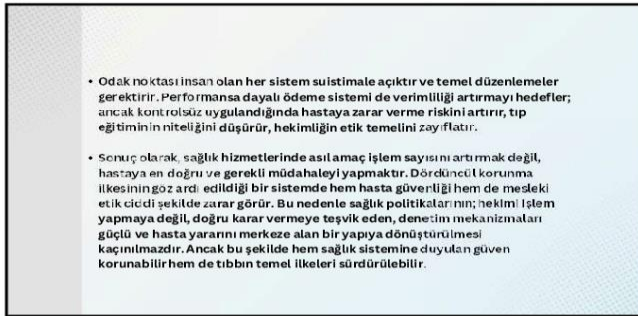 • Odak noktası insan olan her sistem suistimale açıktır ve temel düzenlemeler
gerektirir. Performansa dayalı ödeme sistemi de verimliliği artırmayı hedefler;
ancak kontrolsüz uygulandığında hastaya zarar verme riskini artırır, tıp
eğitiminin niteliğini düşürür, hekimliğin etik temelini zayıflatır.
• Sonuç olarak, sağlık hizmetlerinde asıl amaç işlem sayısını artırmak değil,
hastaya en doğru ve gerekli müdahaleyi yapmaktır. Dördüncül korunma
ilkesinin göz ardı edildiği bir sistemde hem hasta güvenliği hem de mesleki
etik ciddi şekilde zarar görür. Bu nedenle sağlık politikalarının; hekimi işlem
yapmaya değil, doğru karar vermeye teşvik eden, denetim mekanizmaları
güçlü ve hasta yararını merkeze alan bir yapıya dönüştürülmesi
kaçınılmazdır. Ancak bu şekilde hem sağlık sistemine duyulan güven
korunabilir hem de tıbbın temel ilkeleri sürdürülebilir.